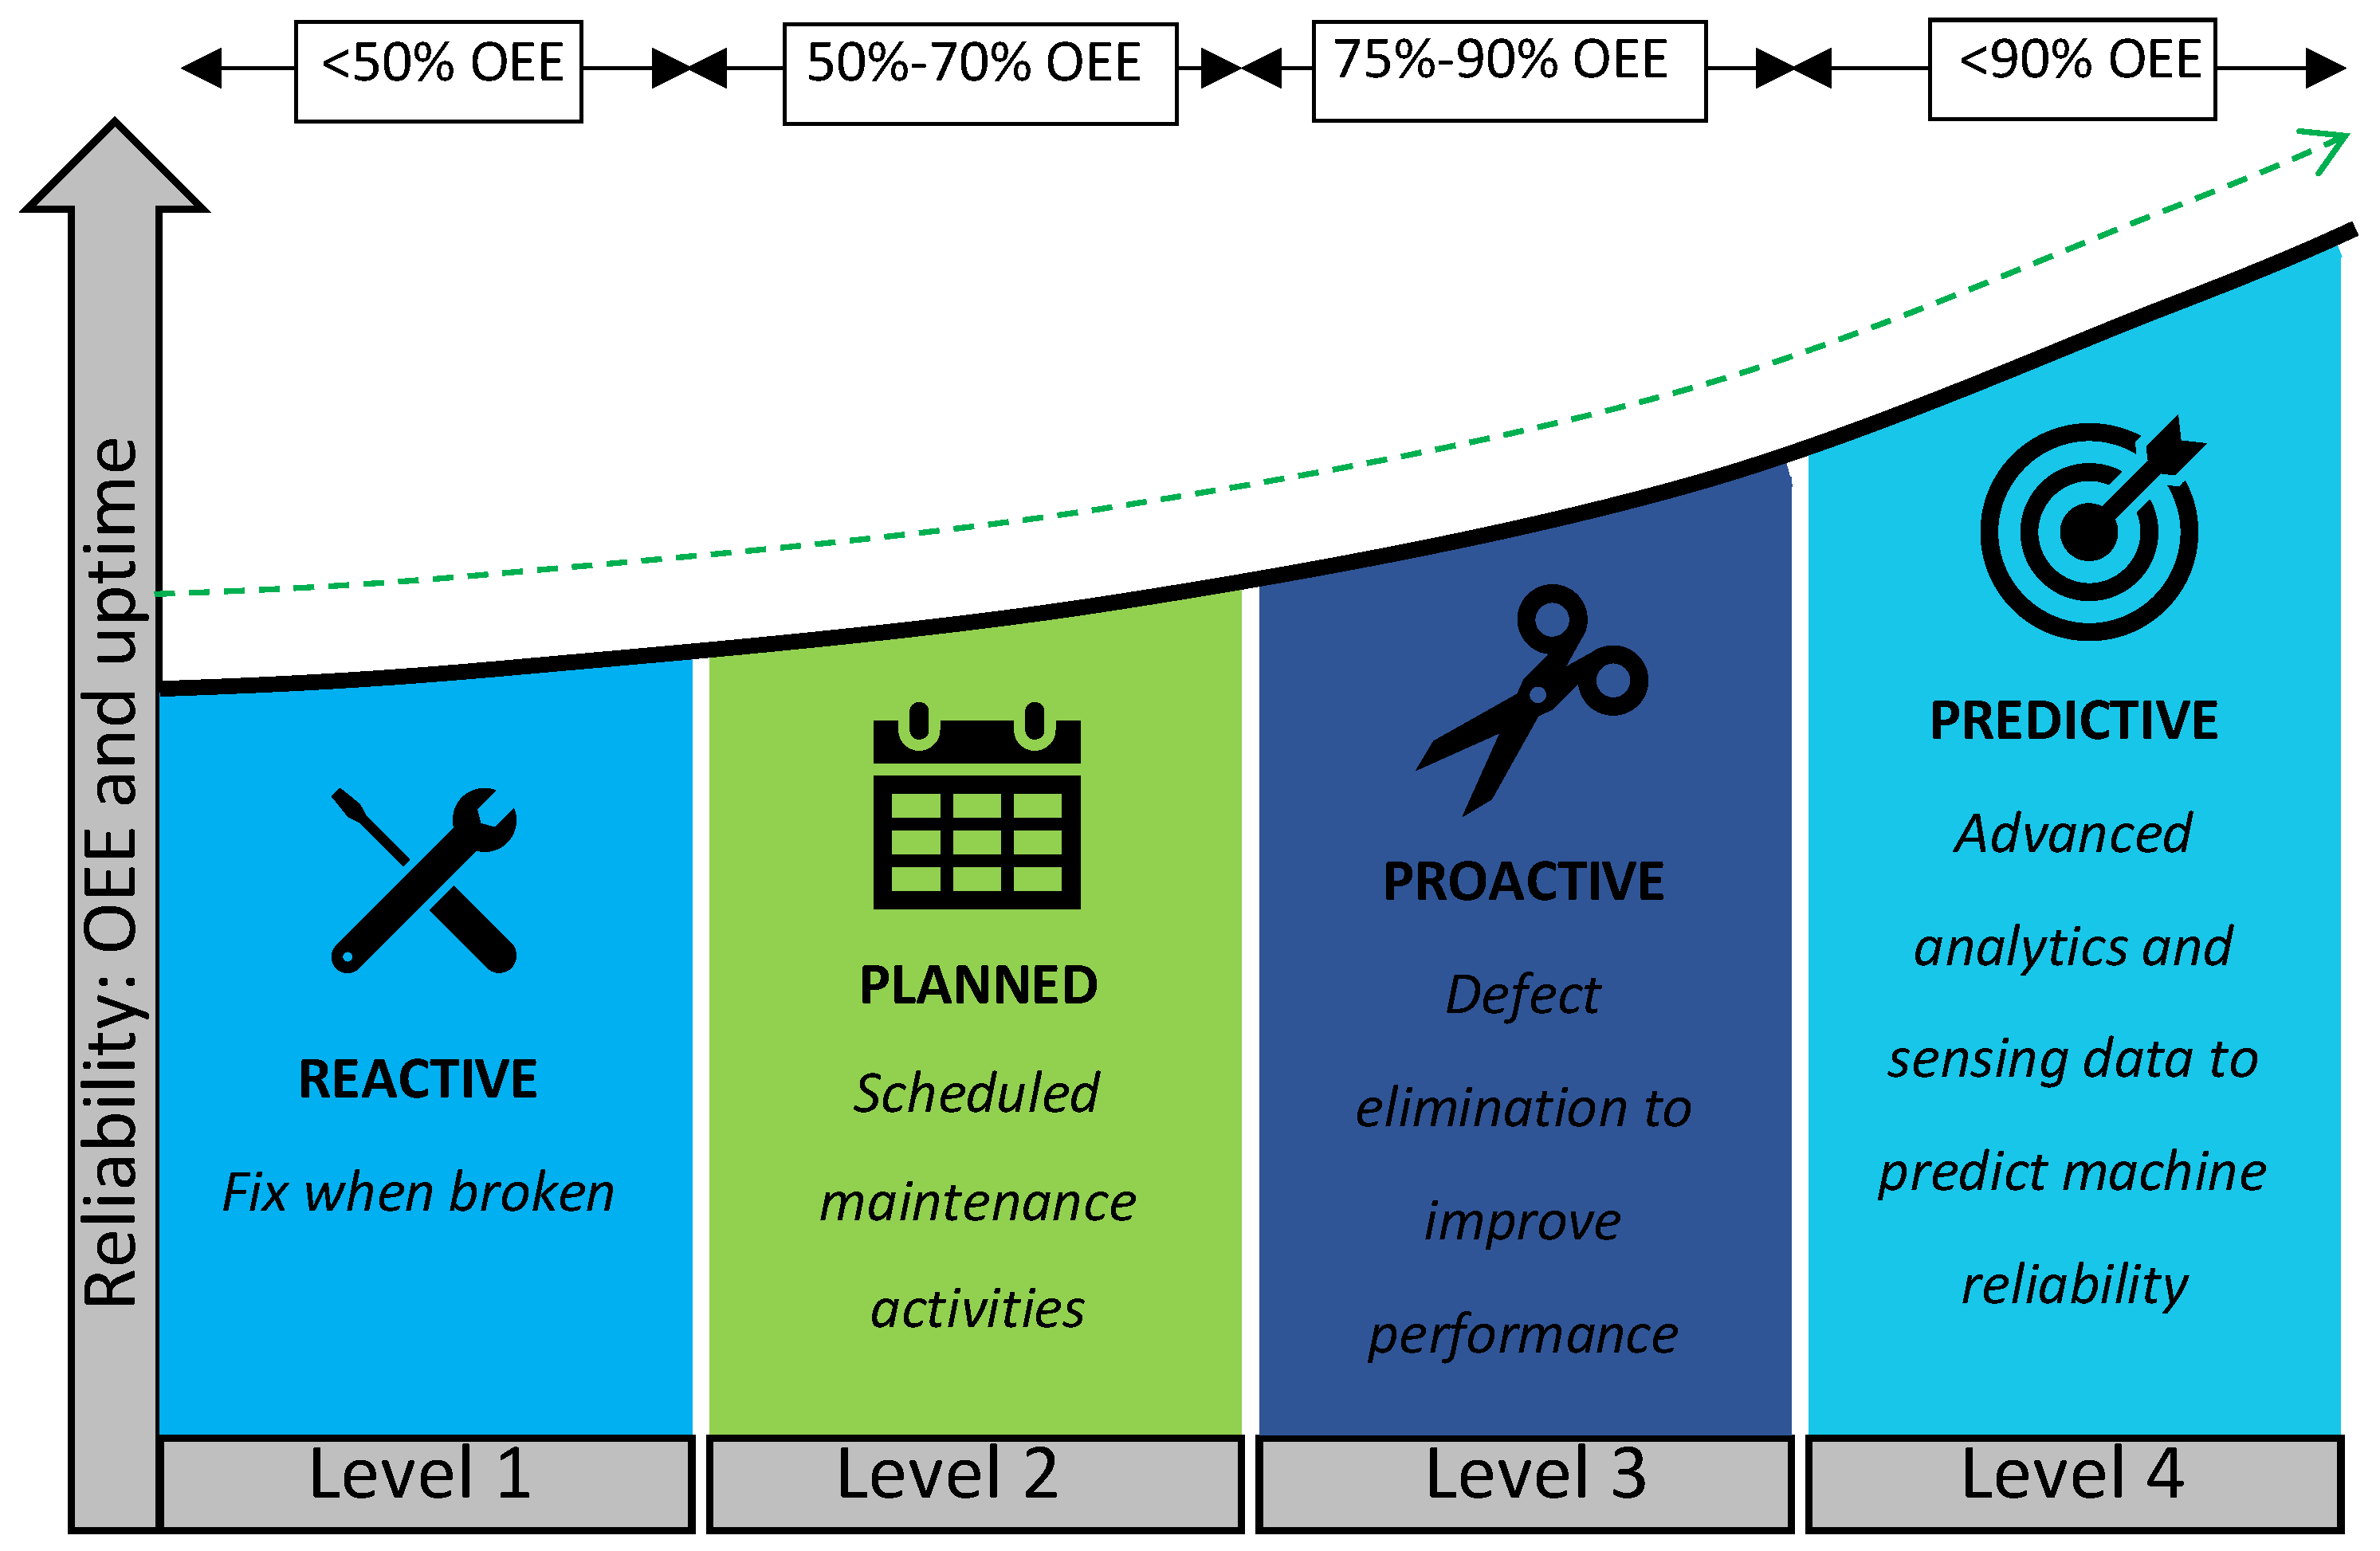 <50% OEE
50%-70% OEE
75%-90% OEE
<90% OEE
Reliability: OEE and uptime
REACTIVE
Fix when broken
PLANNED
Scheduled
maintenance
activities
PROACTIVE
Defect
elimination to
improve
performance
PREDICTIVE
Advanced
analytics and
sensing data to
predict machine
reliability
Level 1
Level 2
Level 3
Level 4